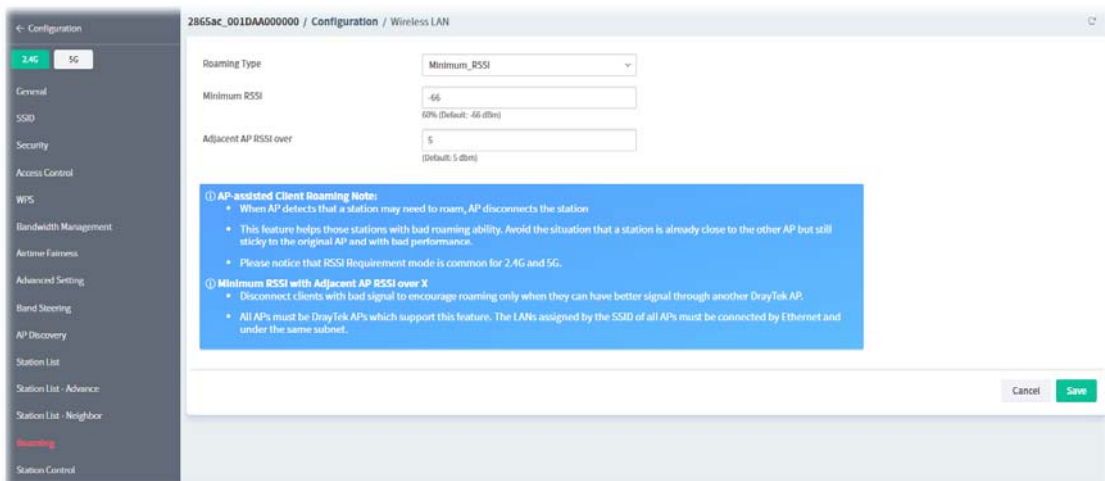 ← Configuration
2.4G 5G
General
SSID
Security
Access Control
WPS
Bandwidth Management
Airtime Fairness
Advanced Setting
Band Steering
AP Discovery
Station List
Station List - Advance
Station List - Neighbor
Roaming
Station Control
2865ac_001DAA000000 / Configuration / Wireless LAN
Roaming Type Minimum_RSSI
Minimum RSSI -66
60% (Default: -66 dBm)
Adjacent AP RSSI over 5
(Default: 5 dBm)
AP-assisted Client Roaming Note:
• When AP detects that a station may need to roam, AP disconnects the station
• This feature helps those stations with bad roaming ability. Avoid the situation that a station is already close to the other AP but still
sticky to the original AP and with bad performance.
• Please notice that RSSI Requirement mode is common for 2.4G and 5G.
Minimum RSSI with Adjacent AP RSSI over X
• Disconnect clients with bad signal to encourage roaming only when they can have better signal through another DrayTek AP.
• All APs must be DrayTek APs which support this feature. The LANs assigned by the SSID of all APs must be connected by Ethernet and
under the same subnet.
Cancel Save